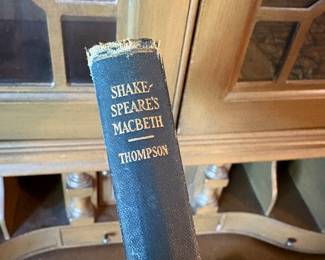 SHAKE-
SPEARE'S
MACBETH
THOMPSON